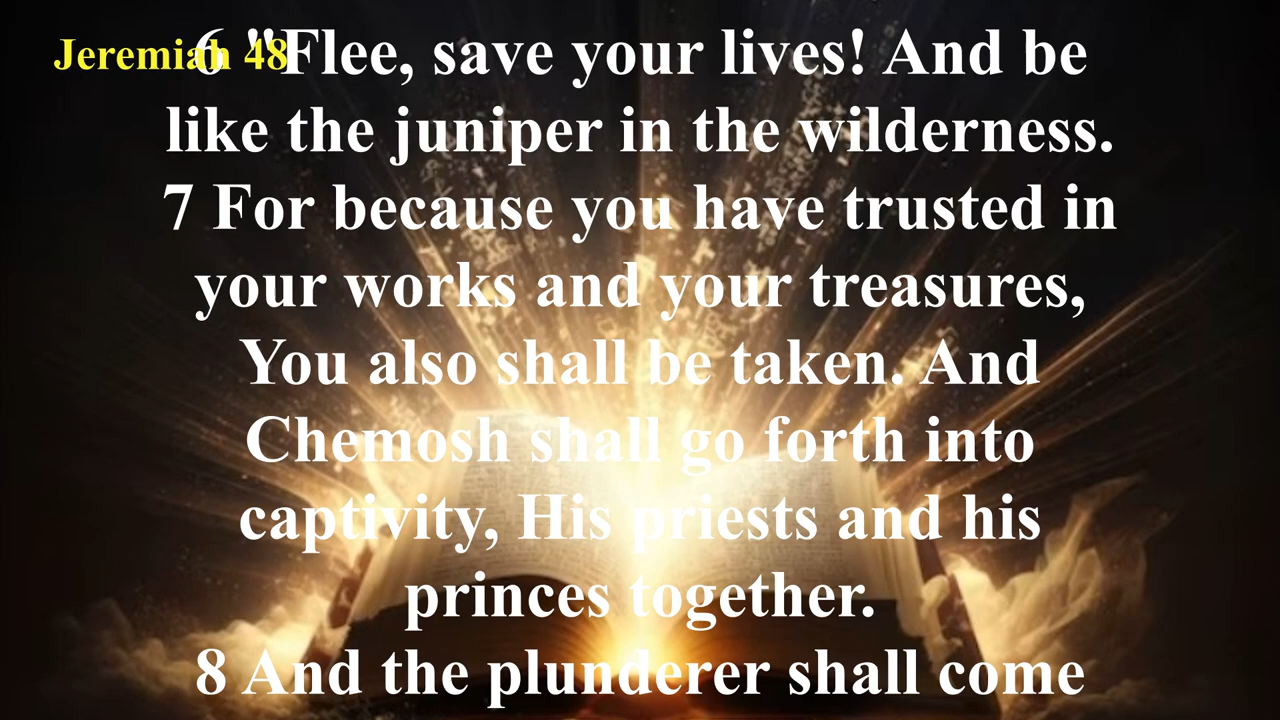 Jeremiah 48
6 "Flee, save your lives! And be
like the juniper in the wilderness.
7 For because you have trusted in
your works and your treasures,
You also shall be taken. And
Chemosh shall go forth into
captivity, His priests and his
princes together.
8 And the plunderer shall come